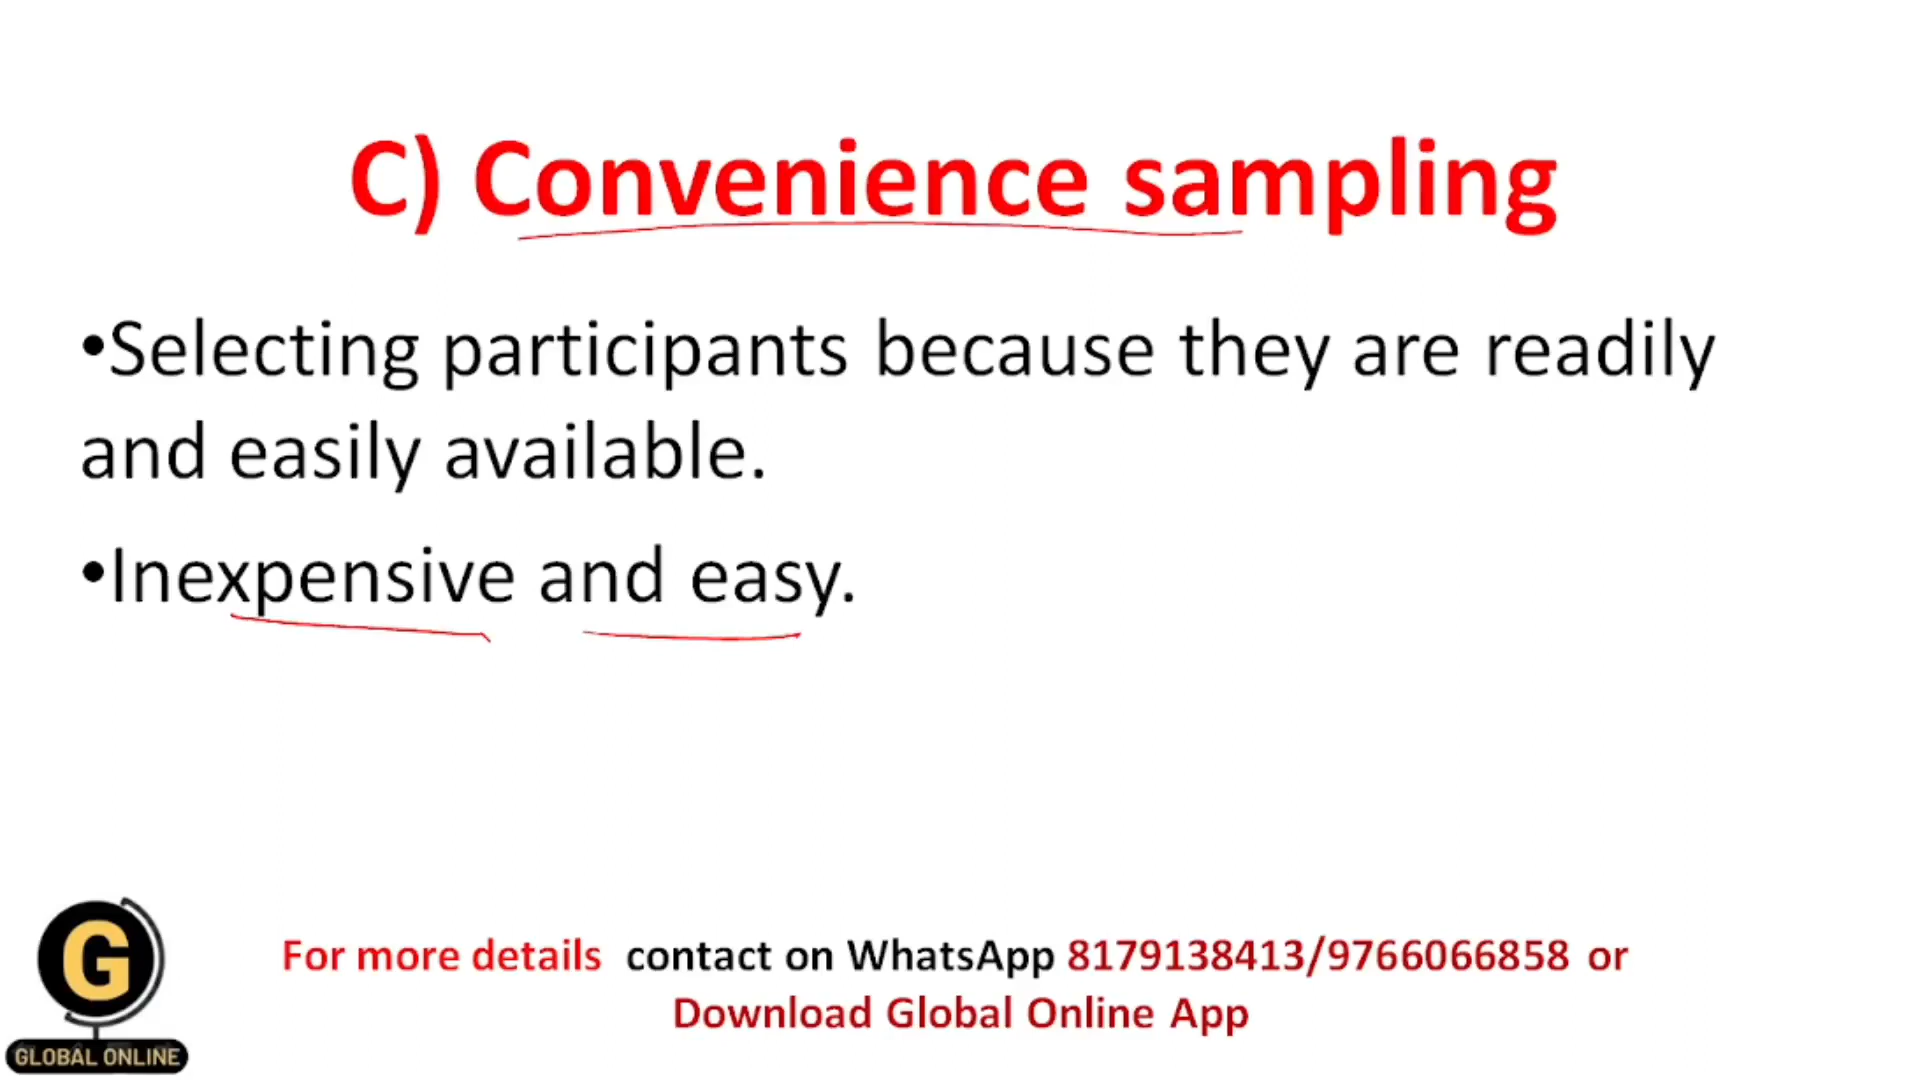 C) Convenience sampling
•Selecting participants because they are readily
and easily available.
•Inexpensive and easy.
G
GLOBAL ONLINE
For more details contact on WhatsApp 8179138413/9766066858 or
Download Global Online App